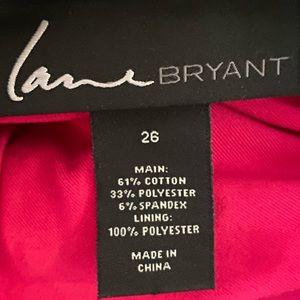 Lane BRYANT
26
MAIN:
61% COTTON
33% POLYESTER
6% SPANDEX
LINING:
100% POLYESTER
MADE IN
CHINA